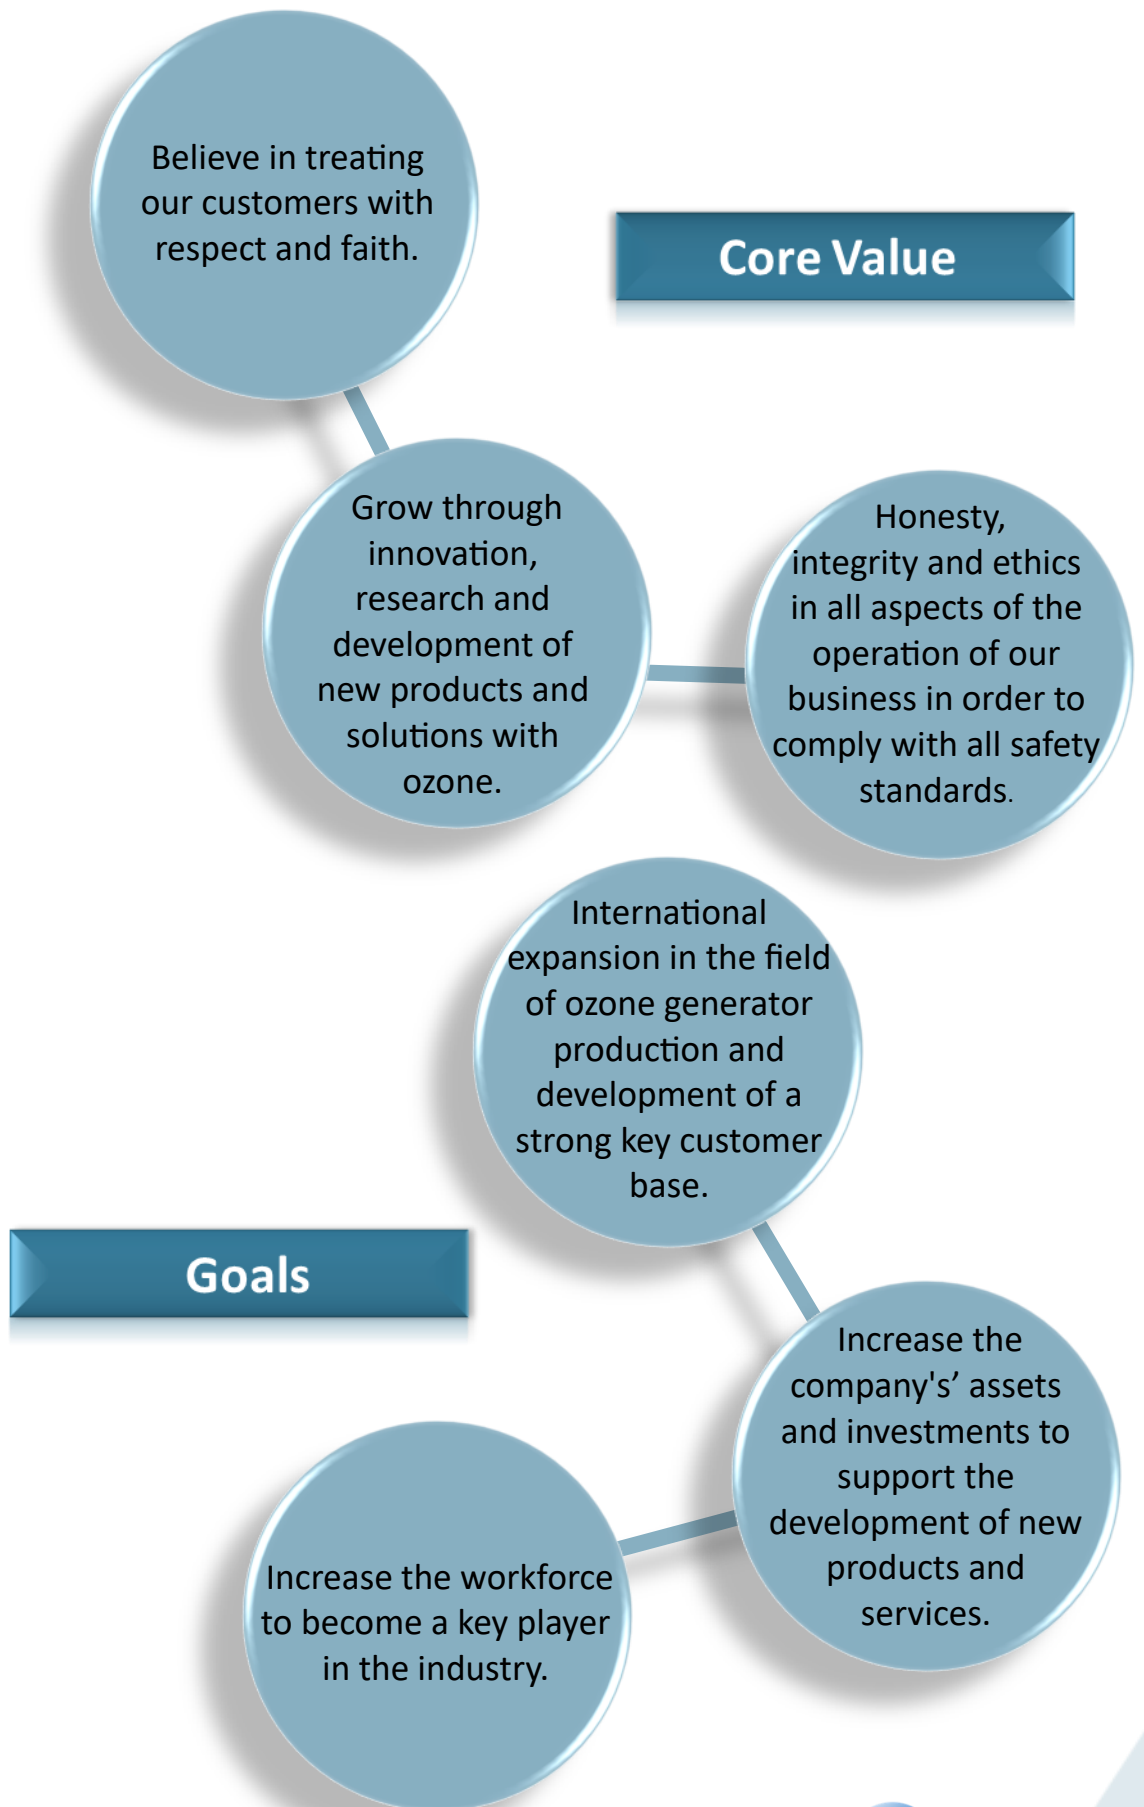 Believe in treating
our customers with
respect and faith.
Core Value
Grow through
innovation,
research and
development of
new products and
solutions with
ozone.
Honesty,
integrity and ethics
in all aspects of the
operation of our
business in order to
comply with all safety
standards.
International
expansion in the field
of ozone generator
production and
development of a
strong key customer
base.
Goals
Increase the
company's’ assets
and investments to
support the
development of new
products and
services.
Increase the workforce
to become a key player
in the industry.